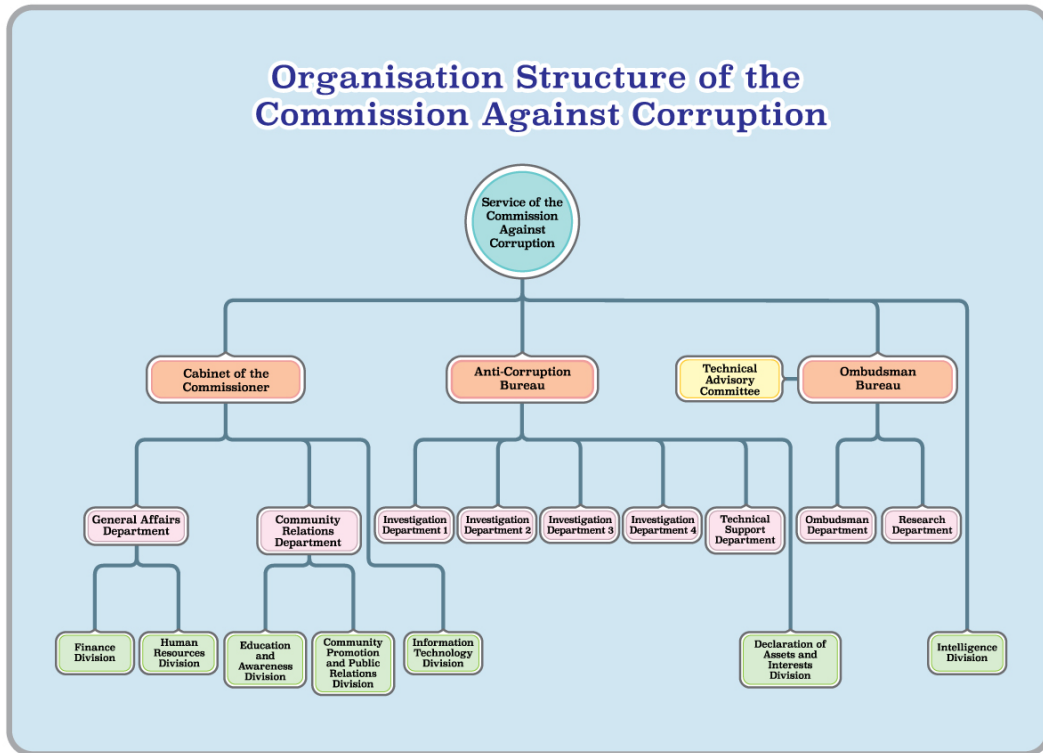 Organisation Structure of the
Commission Against Corruption
Service of the
Commission
Against
Corruption
Cabinet of the
Commissioner
Anti-Corruption
Bureau
Technical
Advisory
Committee
Ombudsman
Bureau
General Affairs
Department
Community
Relations
Department
Investigation
Department 1
Investigation
Department 2
Investigation
Department 3
Investigation
Department 4
Technical
Support
Department
Ombudsman
Department
Research
Department
Finance
Division
Human
Resources
Division
Education
and
Awareness
Division
Community
Promotion
and Public
Relations
Division
Information
Technology
Division
Declaration of
Assets and
Interests
Division
Intelligence
Division